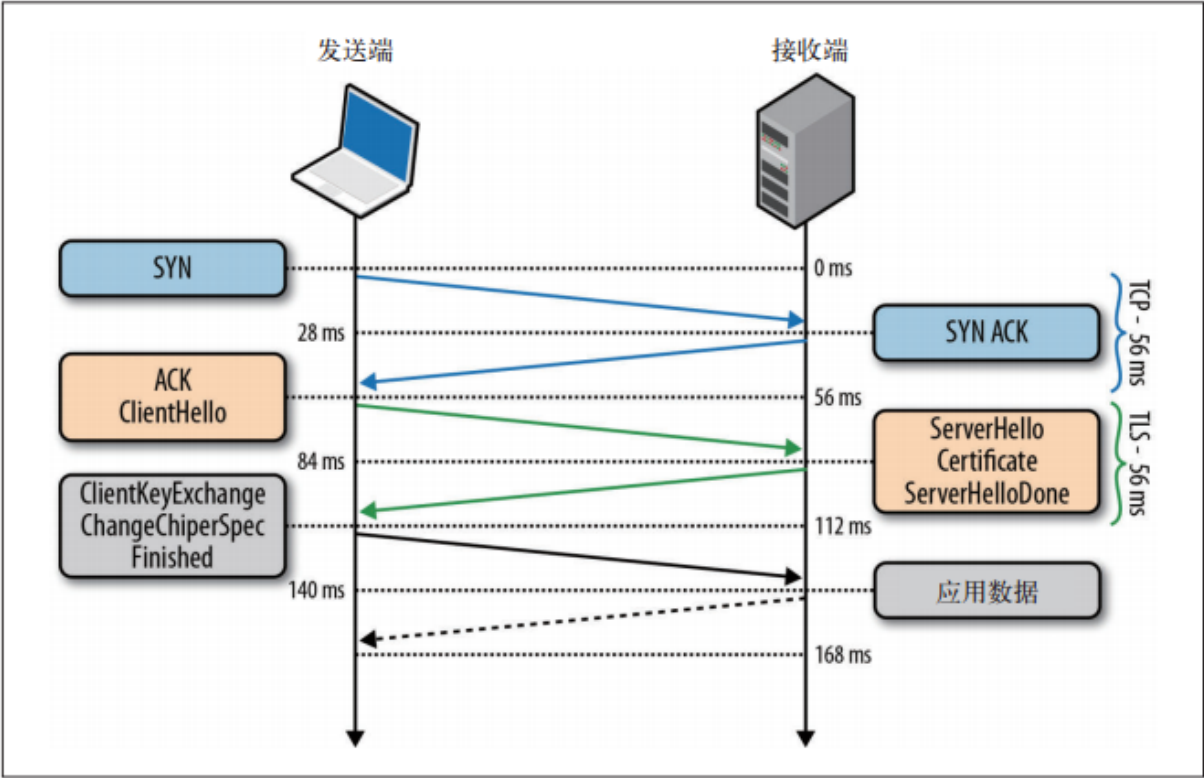 发送端
接收端
SYN
0 ms
28 ms
SYN ACK
TCP - 56 ms
ACK
ClientHello
56 ms
84 ms
ServerHello
Certificate
ServerHelloDone
TLS - 56 ms
ClientKeyExchange
ChangeChiperSpec
Finished
112 ms
140 ms
应用数据
168 ms